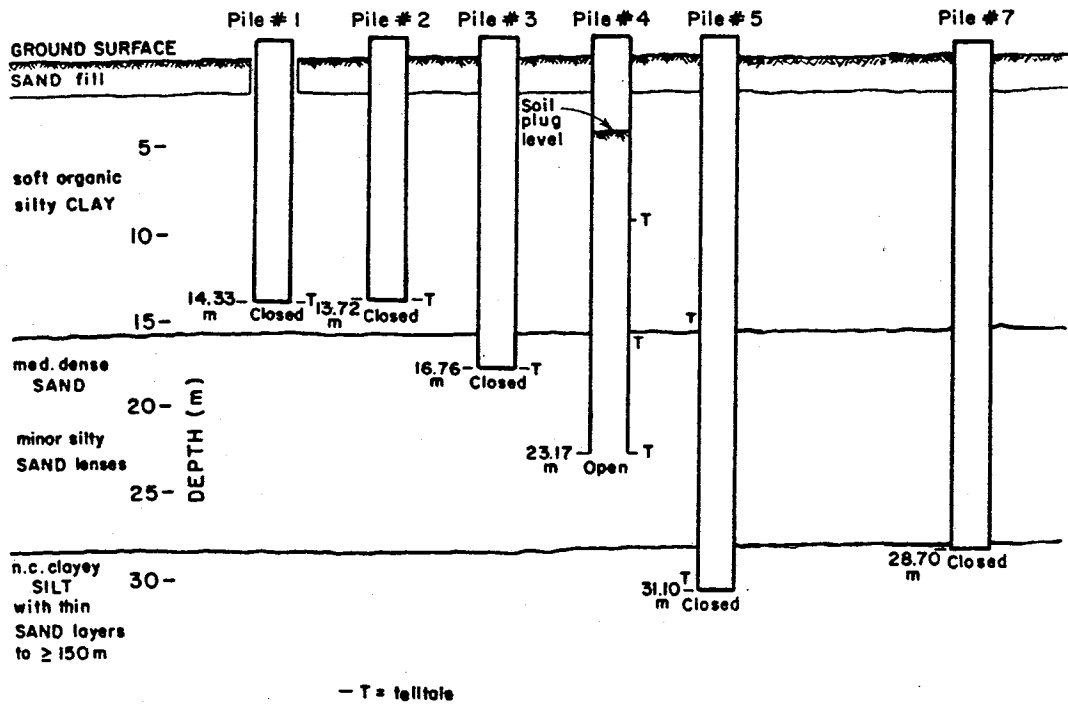 Pile # 1 Pile # 2 Pile # 3 Pile # 4 Pile # 5 Pile # 7
GROUND SURFACE
SAND fill
Soil
plug
level
5-
soft organic
silty CLAY
10-
T
14.33
m
T
Closed
13.72
m
T
Closed
15-
T
T
med. dense
SAND
16.76
m
T
Closed
20-
DEPTH (m)
minor silty
SAND lenses
23.17
m
T
Open
25-
n.c. clayey
SILT
with thin
SAND layers
to ≥ 150 m
30-
T
31.10
m
Closed
28.70
m
Closed
- T = telltale